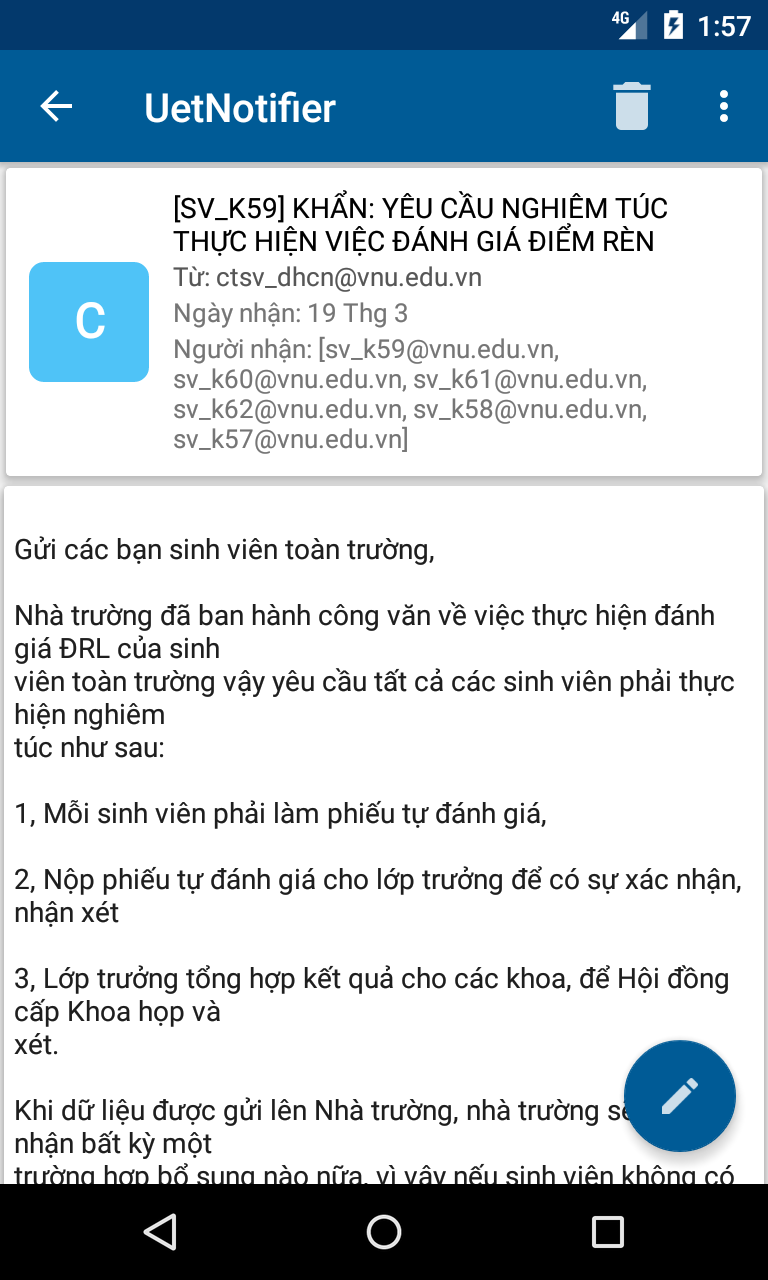 4G 1:57
UetNotifier
[SV_K59] KHẨN: YÊU CẦU NGHIÊM TÚC
THỰC HIỆN VIỆC ĐÁNH GIÁ ĐIỂM RÈN
Từ: ctsv_dhcn@vnu.edu.vn
Ngày nhận: 19 Thg 3
C
Người nhận: [sv_k59@vnu.edu.vn,
sv_k60@vnu.edu.vn, sv_k61@vnu.edu.vn,
sv_k62@vnu.edu.vn, sv_k58@vnu.edu.vn,
sv_k57@vnu.edu.vn]
Gửi các bạn sinh viên toàn trường,
Nhà trường đã ban hành công văn về việc thực hiện đánh
giá ĐRL của sinh
viên toàn trường vậy yêu cầu tất cả các sinh viên phải thực
hiện nghiêm
túc như sau:
1, Mỗi sinh viên phải làm phiếu tự đánh giá,
2, Nộp phiếu tự đánh giá cho lớp trưởng để có sự xác nhận,
nhận xét
3, Lớp trưởng tổng hợp kết quả cho các khoa, để Hội đồng
cấp Khoa họp và
xét.
Khi dữ liệu được gửi lên Nhà trường, nhà trường
nhận bất kỳ một
trường hợp bổ sung nào nữa, vì vậy nếu sinh viên không có